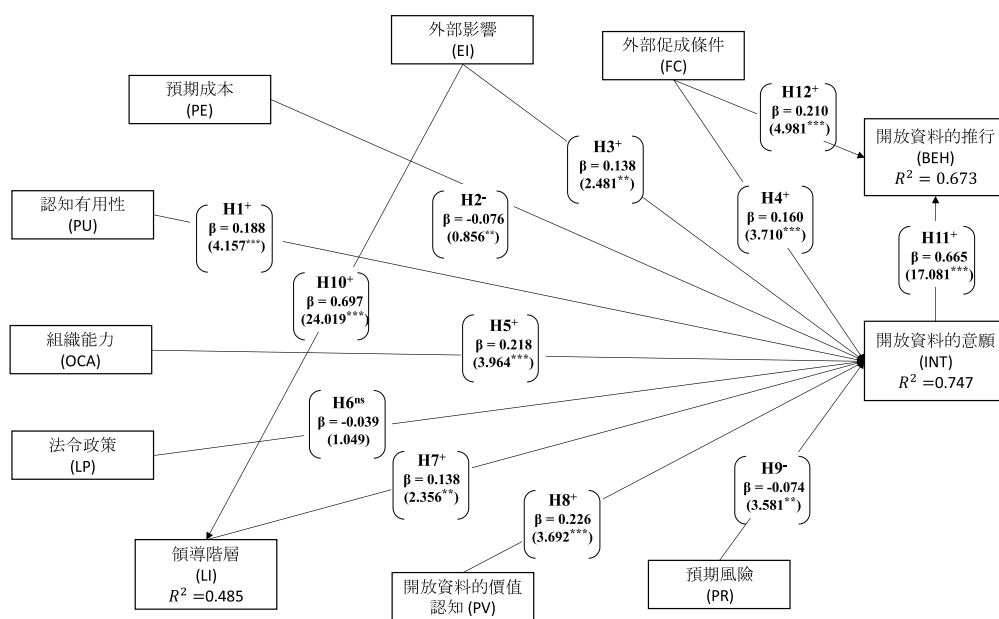 外部影響
(EI)
外部促成條件
(FC)
預期成本
(PE)
H12⁺
β = 0.210
(4.981***)
開放資料的推行
(BEH)
R² = 0.673
H3⁺
β = 0.138
(2.481**)
認知有用性
(PU)
H1⁺
β = 0.188
(4.157***)
H2⁻
β = -0.076
(0.856**)
H4⁺
β = 0.160
(3.710***)
H11⁺
β = 0.665
(17.081***)
H10⁺
β = 0.697
(24.019***)
組織能力
(OCA)
H5⁺
β = 0.218
(3.964***)
開放資料的意願
(INT)
R² =0.747
H6ⁿˢ
β = -0.039
(1.049)
法令政策
(LP)
H7⁺
β = 0.138
(2.356**)
H9⁻
β = -0.074
(3.581**)
H8⁺
β = 0.226
(3.692***)
領導階層
(LI)
R² =0.485
開放資料的價值
認知 (PV)
預期風險
(PR)